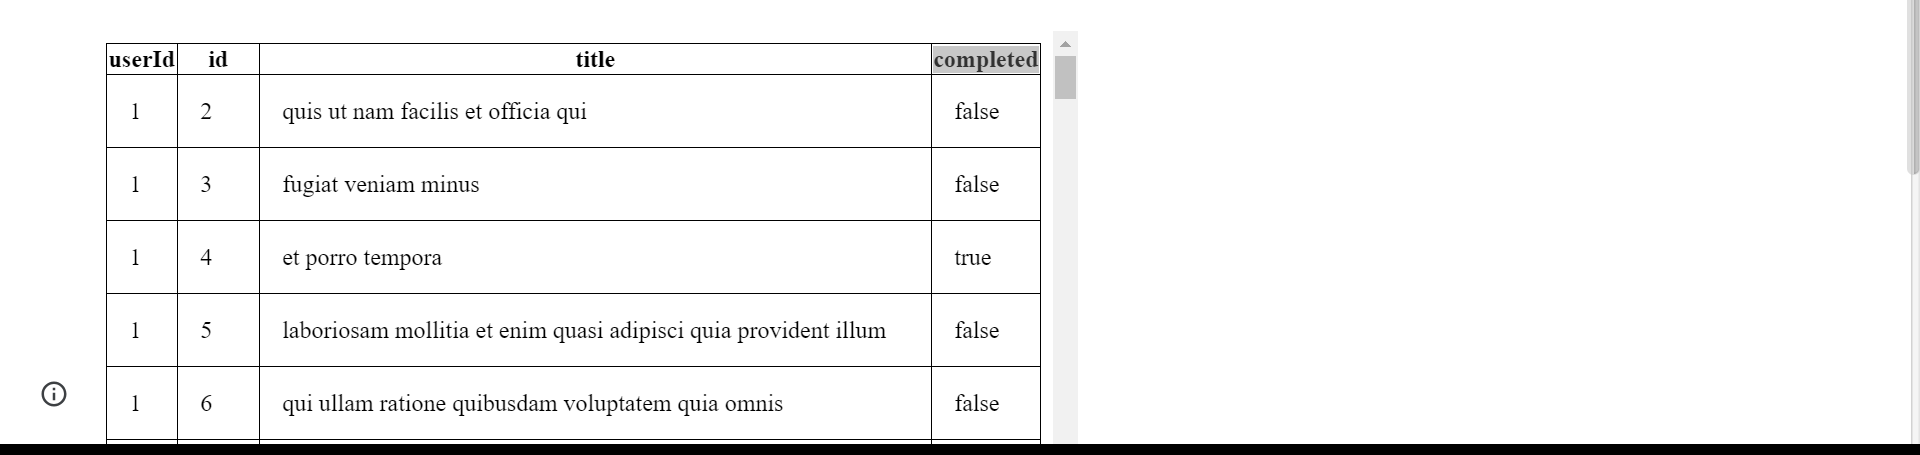 userId id title completed
1 2 quis ut nam facilis et officia qui false
1 3 fugiat veniam minus false
1 4 et porro tempora true
1 5 laboriosam mollitia et enim quasi adipisci quia provident illum false
1 6 qui ullam ratione quibusdam voluptatem quia omnis false